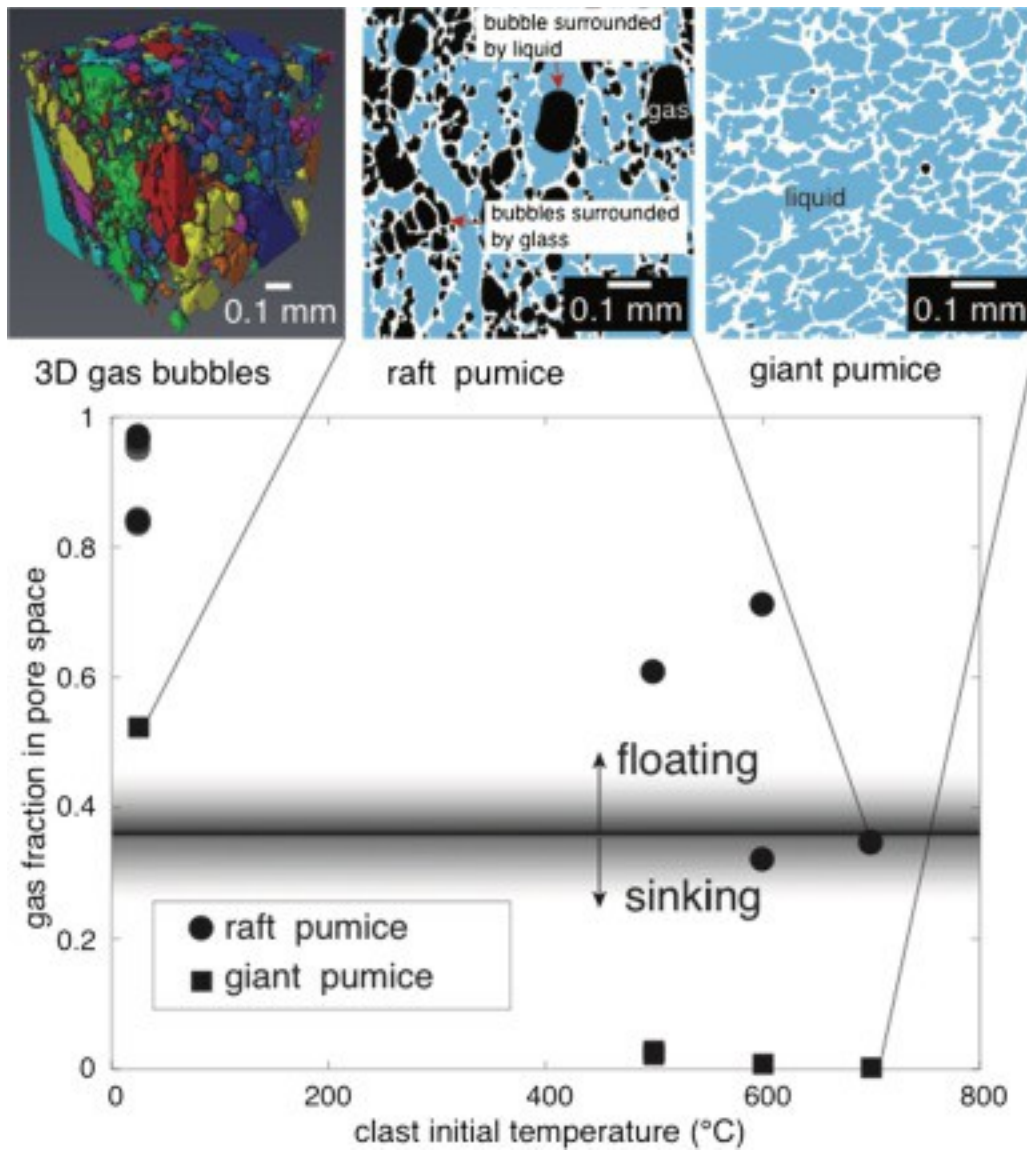 bubble surrounded
by liquid
gas
bubbles surrounded
by glass
liquid
0.1 mm
0.1 mm
0.1 mm
3D gas bubbles
raft pumice
giant pumice
gas fraction in pore space
1
0.8
0.6
0.4
0.2
0
floating
sinking
raft pumice
giant pumice
0
200
400
600
800
clast initial temperature (°C)